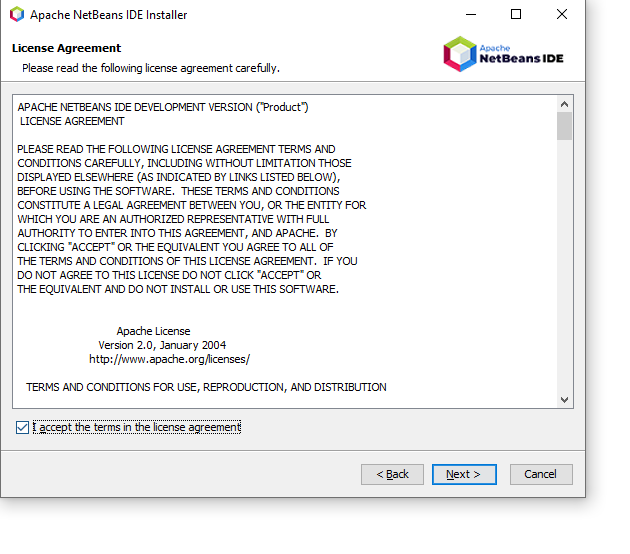 Apache NetBeans IDE Installer
License Agreement
Please read the following license agreement carefully.
Apache
NetBeans IDE
APACHE NETBEANS IDE DEVELOPMENT VERSION ("Product")
LICENSE AGREEMENT
PLEASE READ THE FOLLOWING LICENSE AGREEMENT TERMS AND
CONDITIONS CAREFULLY, INCLUDING WITHOUT LIMITATION THOSE
DISPLAYED ELSEWHERE (AS INDICATED BY LINKS LISTED BELOW),
BEFORE USING THE SOFTWARE.  THESE TERMS AND CONDITIONS
CONSTITUTE A LEGAL AGREEMENT BETWEEN YOU, OR THE ENTITY FOR
WHICH YOU ARE AN AUTHORIZED REPRESENTATIVE WITH FULL
AUTHORITY TO ENTER INTO THIS AGREEMENT, AND APACHE.  BY
CLICKING "ACCEPT" OR THE EQUIVALENT YOU AGREE TO ALL OF
THE TERMS AND CONDITIONS OF THIS LICENSE AGREEMENT.  IF YOU
DO NOT AGREE TO THIS LICENSE DO NOT CLICK "ACCEPT" OR
THE EQUIVALENT AND DO NOT INSTALL OR USE THIS SOFTWARE.
Apache License
Version 2.0, January 2004
http://www.apache.org/licenses/
TERMS AND CONDITIONS FOR USE, REPRODUCTION, AND DISTRIBUTION
I accept the terms in the license agreement
< Back
Next >
Cancel